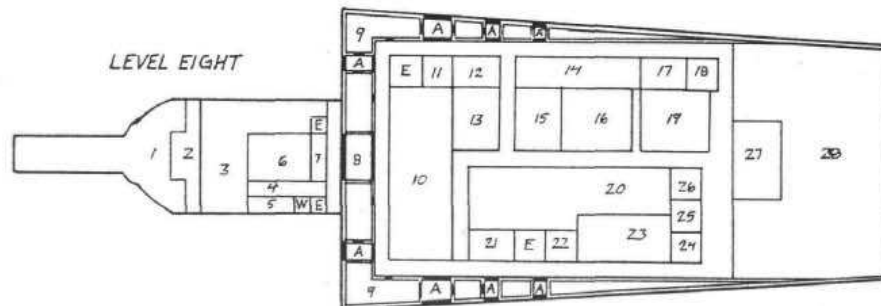 9 A A A
LEVEL EIGHT
A E 11 12 14 17 18
E
13 15 16 19
1 2 3 6 7 8 27 28
10
4 20 26
5 W E 25
21 E 22 23 24
A
9 A A A